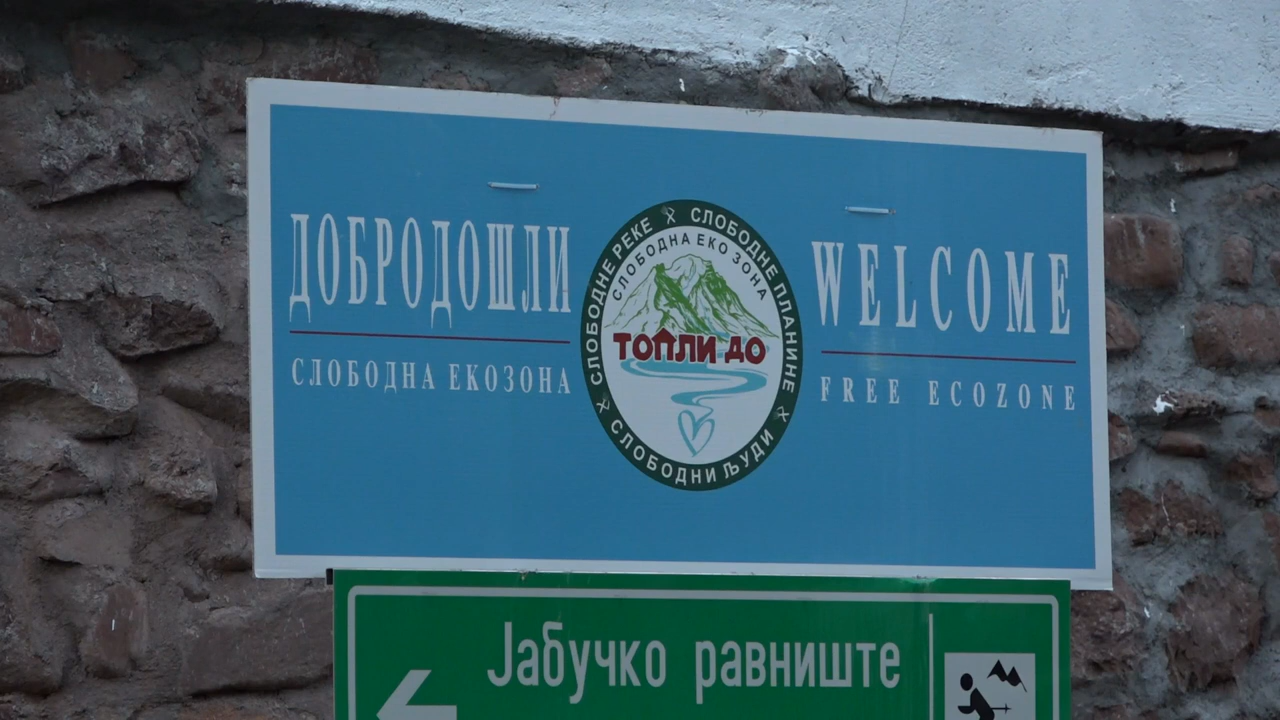 ДОБРОДОШЛИ
СЛОБОДНА ЕКОЗОНА
СЛОБОДНЕ РЕКЕ
СЛОБОДНЕ ПЛАНИНЕ
СЛОБОДНИ ЉУДИ
СЛОБОДНА ЕКО ЗОНА
ТОПЛИ ДО
WELCOME
FREE ECOZONE
Јабучко равниште